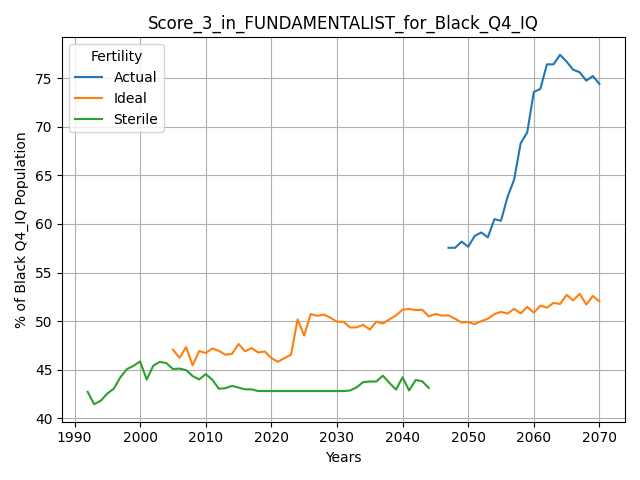 Score_3_in_FUNDAMENTALIST_for_Black_Q4_IQ
Fertility
Actual
Ideal
Sterile
% of Black Q4_IQ Population
75
70
65
60
55
50
45
40
1990
2000
2010
2020
2030
2040
2050
2060
2070
Years